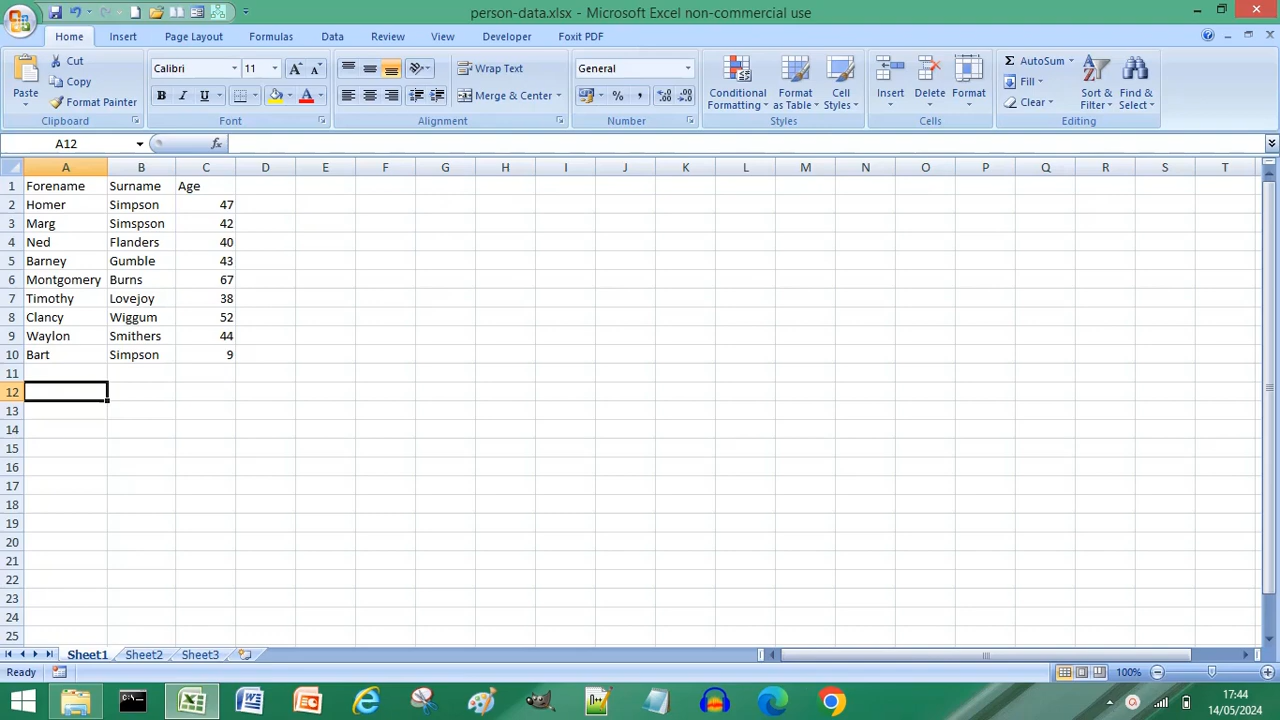 person-data.xlsx - Microsoft Excel non-commercial use
Home Insert Page Layout Formulas Data Review View Developer Foxit PDF
Paste Cut Copy Format Painter Clipboard
Calibri 11 B I U Font
Wrap Text Merge & Center Alignment
General % , Number
Conditional Formatting Format as Table Cell Styles Styles
Insert Delete Format Cells
Σ AutoSum Fill Clear Sort & Filter Find & Select Editing
A12 fx
A B C D E F G H I J K L M N O P Q R S T
1 Forename Surname Age
2 Homer Simpson 47
3 Marg Simspson 42
4 Ned Flanders 40
5 Barney Gumble 43
6 Montgomery Burns 67
7 Timothy Lovejoy 38
8 Clancy Wiggum 52
9 Waylon Smithers 44
10 Bart Simpson 9
11
12
13
14
15
16
17
18
19
20
21
22
23
24
25
Sheet1 Sheet2 Sheet3
Ready 100%
17:44
14/05/2024